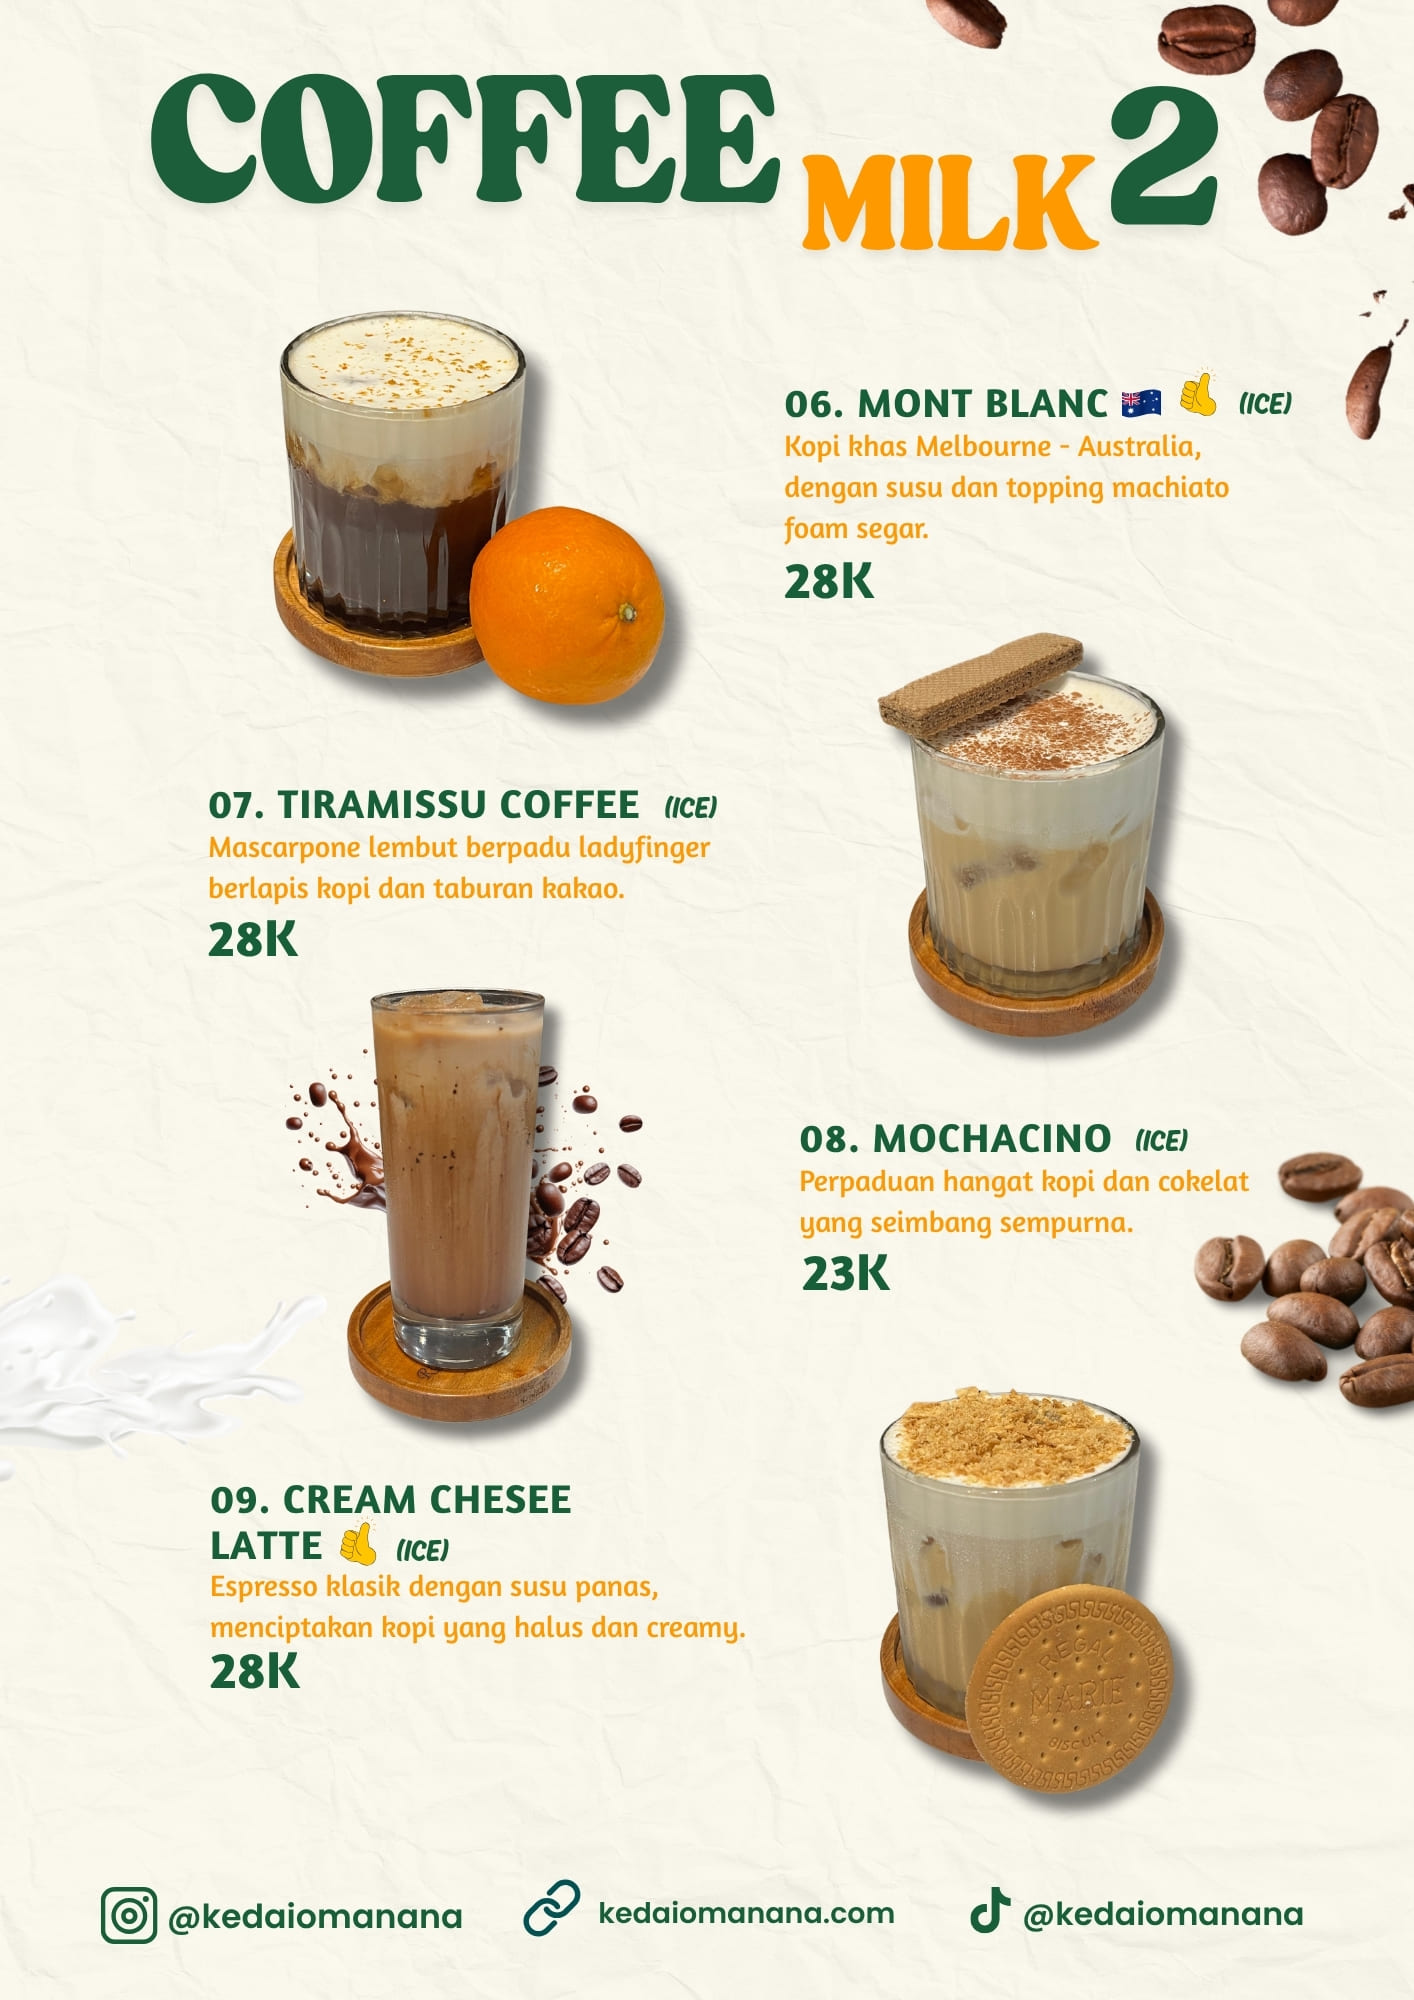 COFFEE MILK 2
06. MONT BLANC (ICE)
Kopi khas Melbourne - Australia,
dengan susu dan topping machiato
foam segar.
28K
07. TIRAMISSU COFFEE (ICE)
Mascarpone lembut berpadu ladyfinger
berlapis kopi dan taburan kakao.
28K
08. MOCHACINO (ICE)
Perpaduan hangat kopi dan cokelat
yang seimbang sempurna.
23K
09. CREAM CHESEE
LATTE (ICE)
Espresso klasik dengan susu panas,
menciptakan kopi yang halus dan creamy.
28K
REGAL
MARIE
BISCUIT
@kedaiomanana
kedaiomanana.com
@kedaiomanana